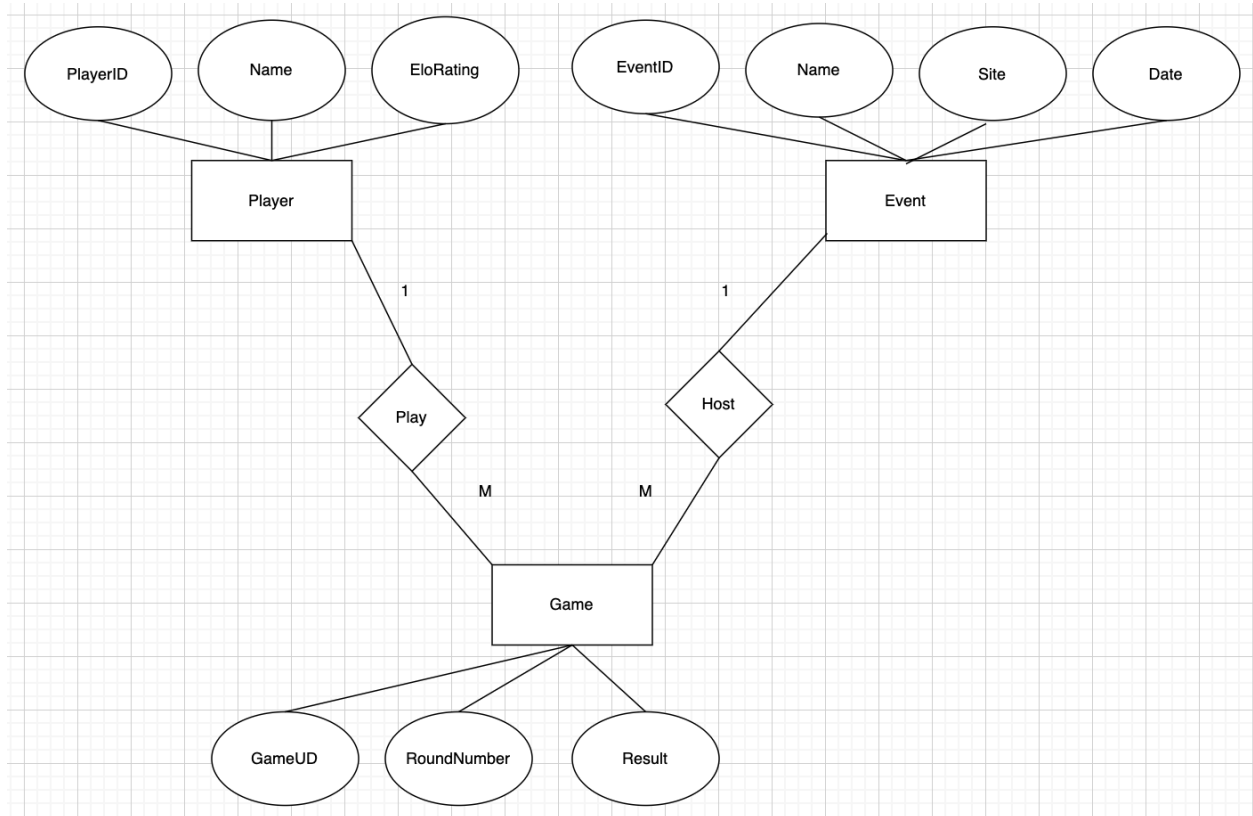 PlayerID
Name
EloRating
EventID
Name
Site
Date
Player
Event
1
1
Play
Host
M
M
Game
GameUD
RoundNumber
Result